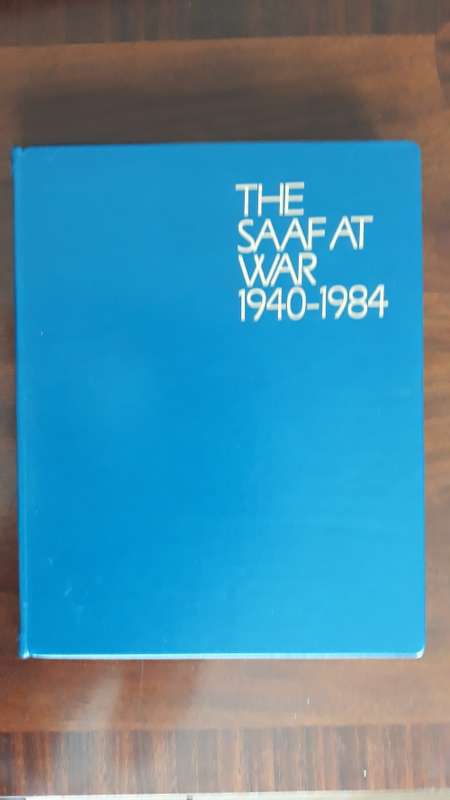 THE
SAAF AT
WAR
1940-1984